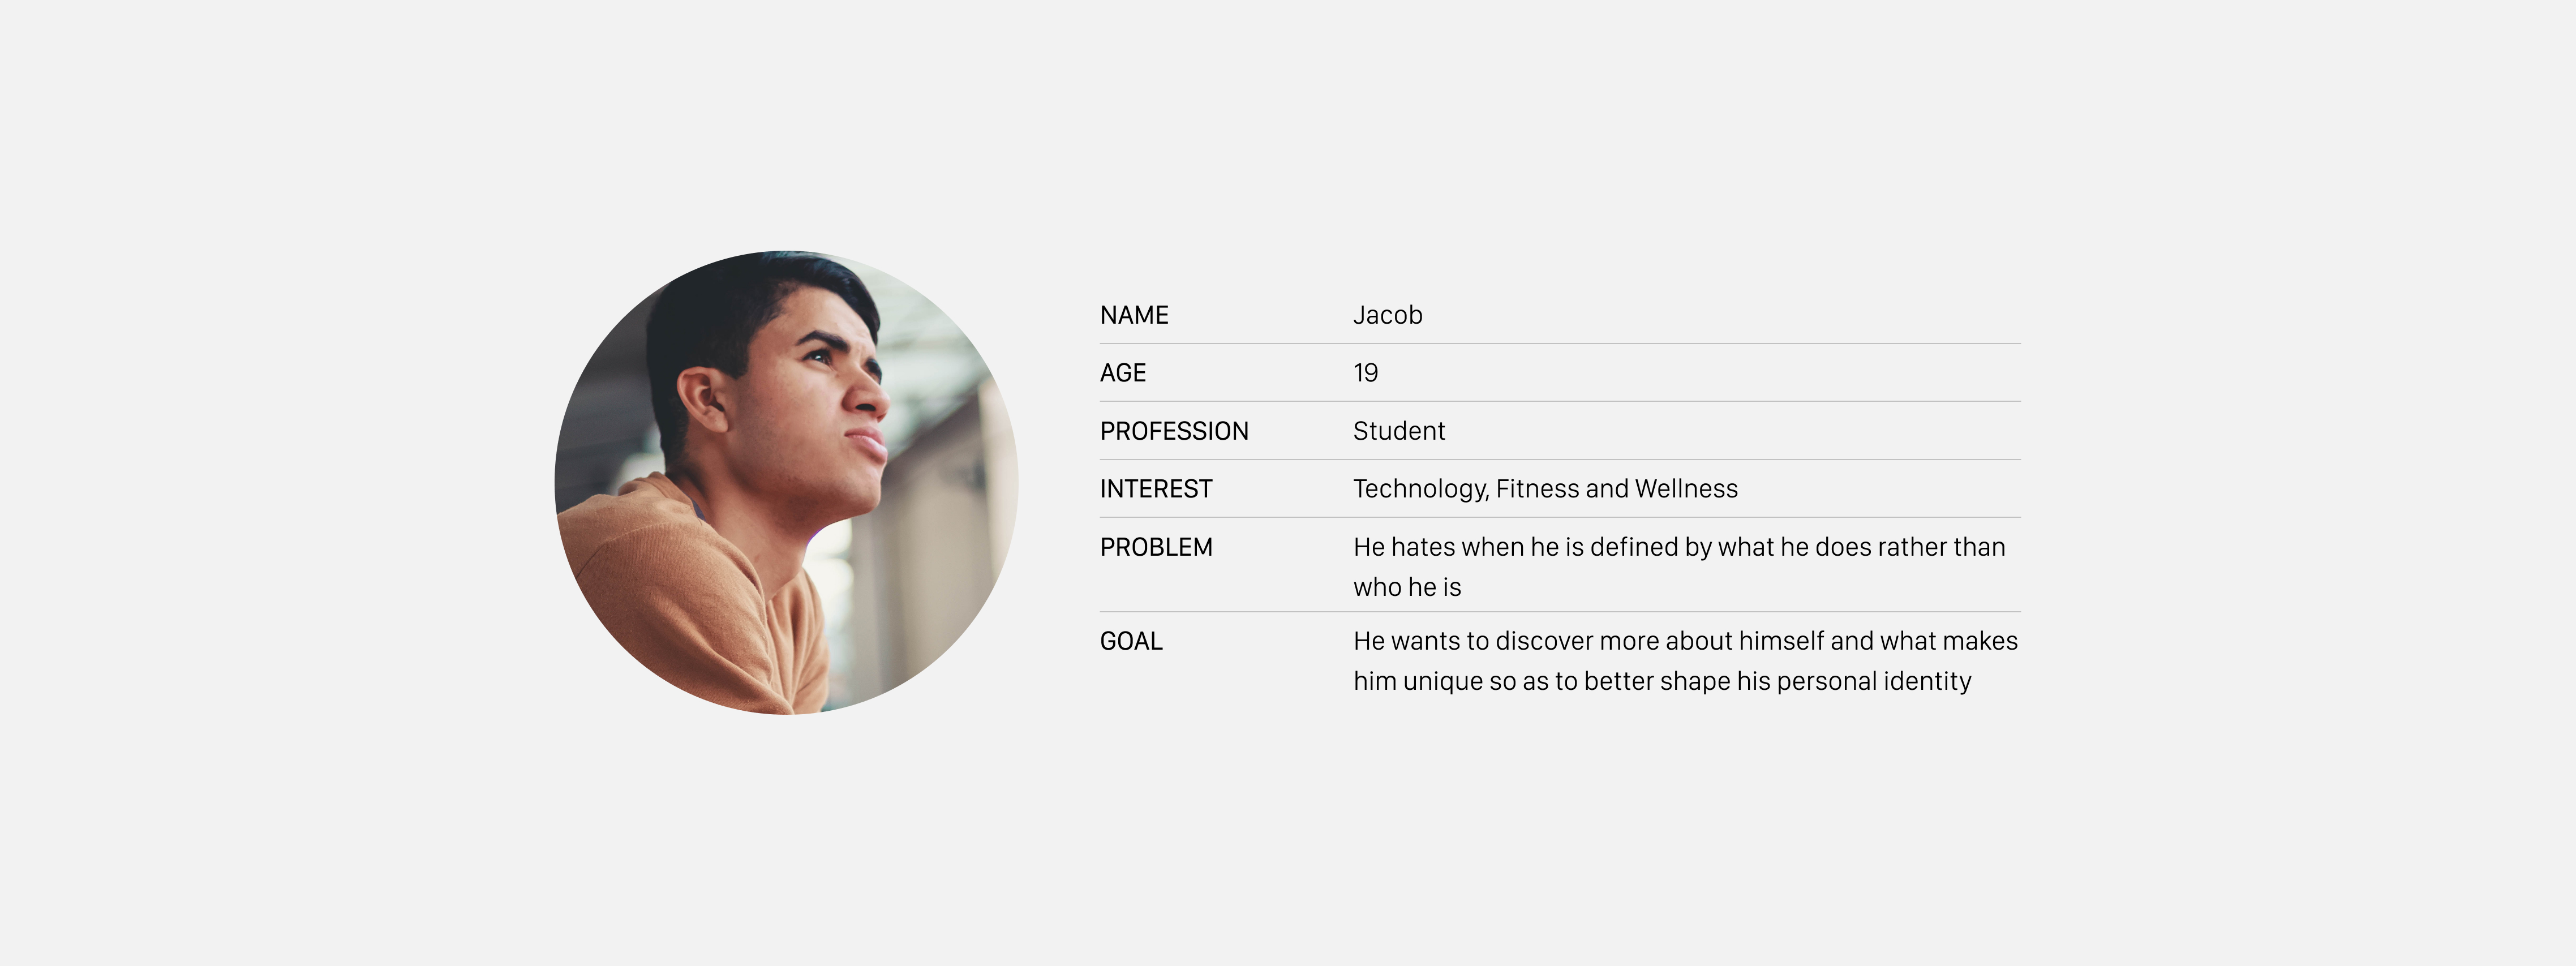 NAME Jacob
AGE 19
PROFESSION Student
INTEREST Technology, Fitness and Wellness
PROBLEM He hates when he is defined by what he does rather than
who he is
GOAL He wants to discover more about himself and what makes
him unique so as to better shape his personal identity